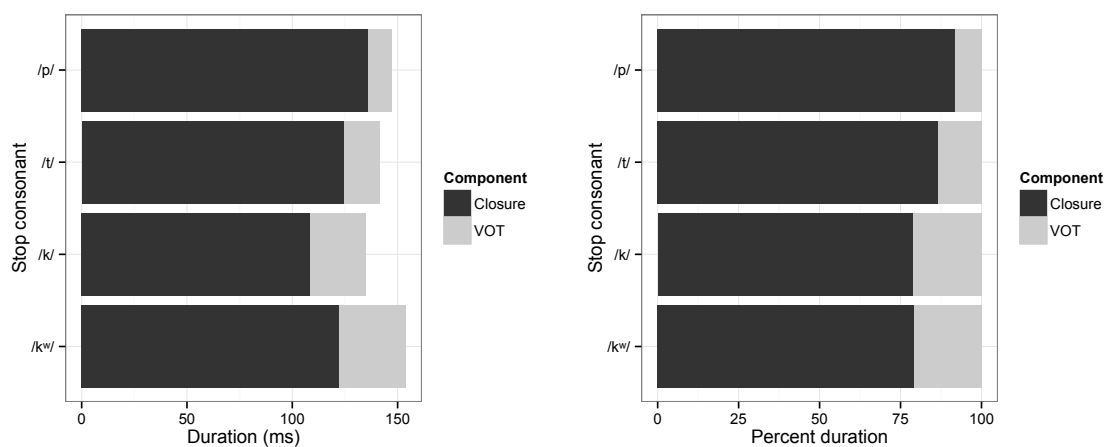 Stop consonant
/p/
/t/
/k/
/kʷ/
0
50
100
150
Duration (ms)
Component
Closure
VOT
Stop consonant
/p/
/t/
/k/
/kʷ/
0
25
50
75
100
Percent duration
Component
Closure
VOT